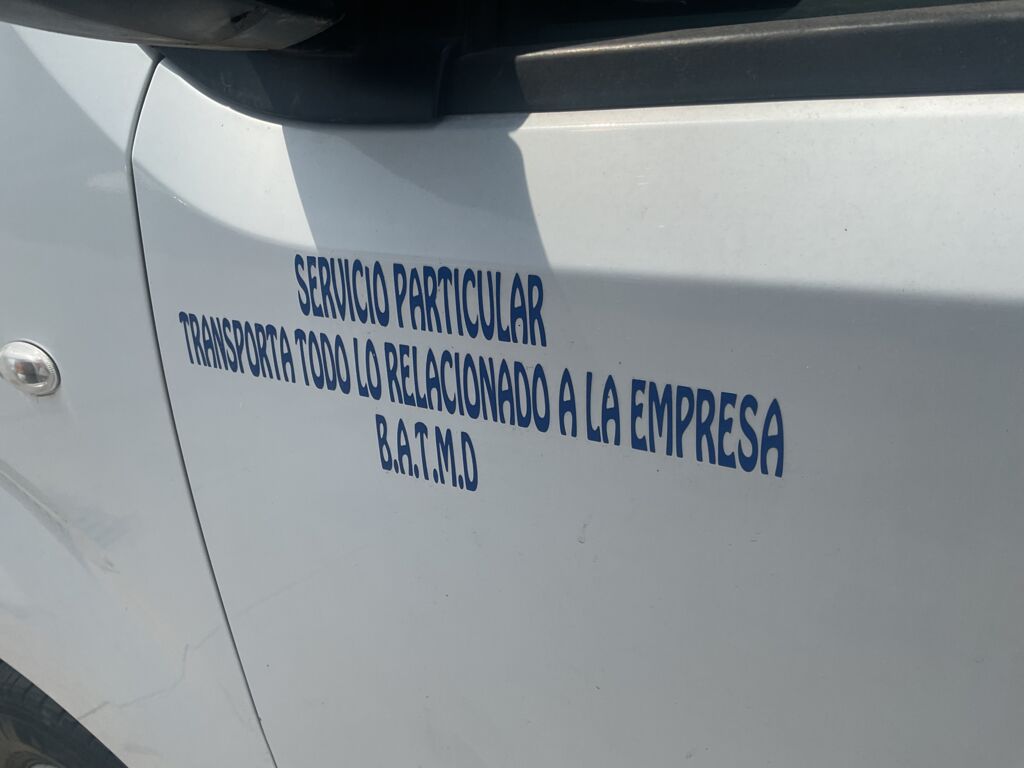 SERVICIO PARTICULAR
TRANSPORTA TODO LO RELACIONADO A LA EMPRESA
B.A.T.M.D